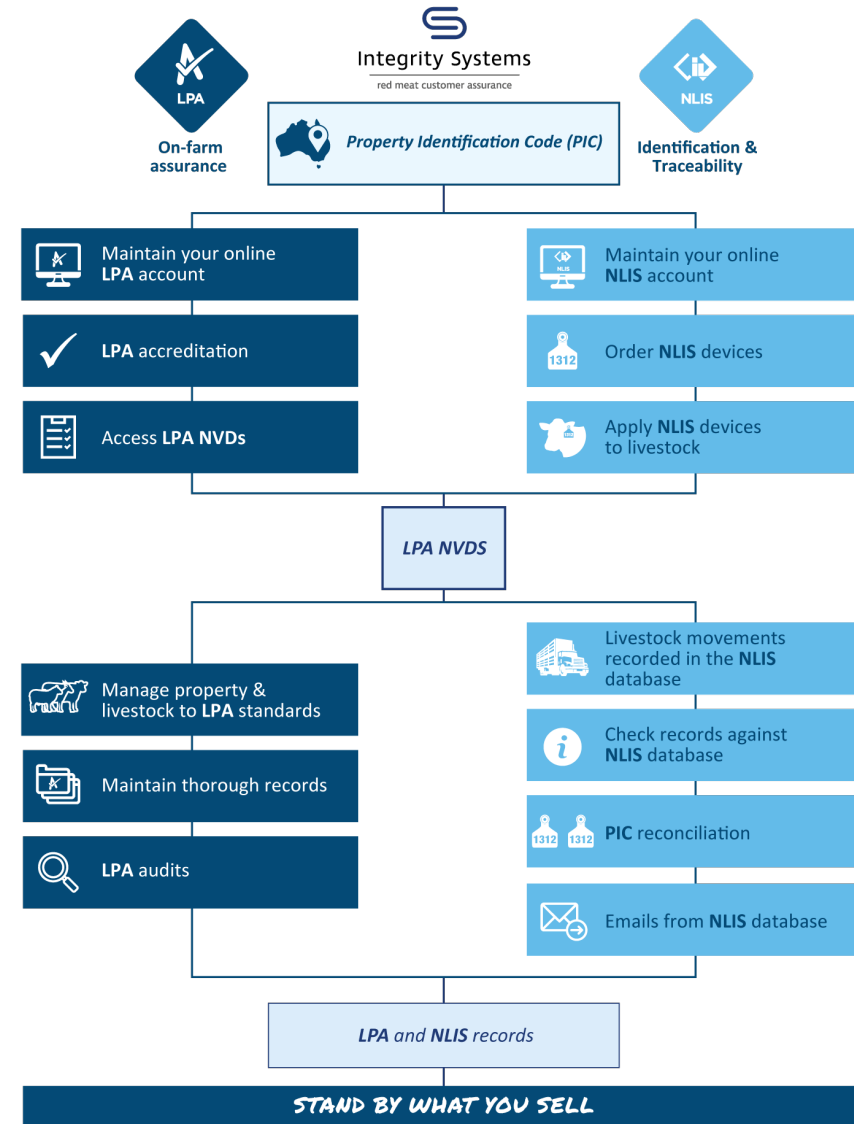 Integrity Systems
red meat customer assurance
LPA
On-farm
assurance
Property Identification Code (PIC)
NLIS
Identification &
Traceability
Maintain your online
LPA account
LPA accreditation
Access LPA NVDs
NLIS
Maintain your online
NLIS account
1312
Order NLIS devices
Apply NLIS devices
to livestock
LPA NVDS
Manage property &
livestock to LPA standards
Maintain thorough records
LPA audits
Livestock movements
recorded in the NLIS
database
i
Check records against
NLIS database
1312 1312
PIC reconciliation
Emails from NLIS database
LPA and NLIS records
STAND BY WHAT YOU SELL